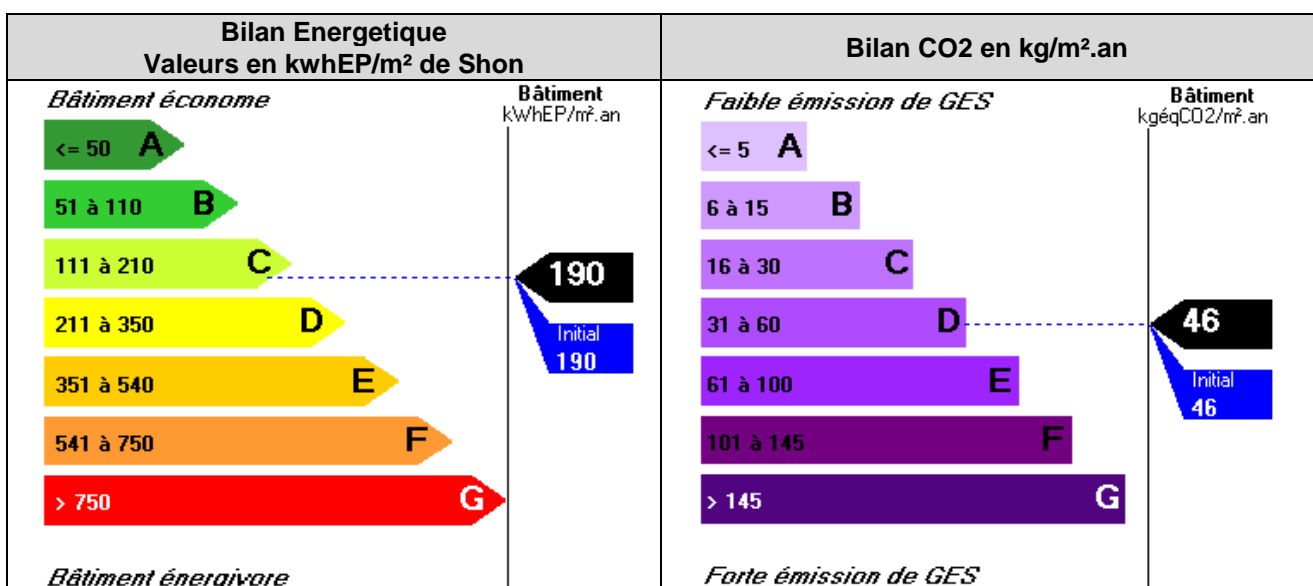 Bilan Energetique
Valeurs en kwhEP/m² de Shon
Bâtiment économe
Bâtiment
kWhEP/m².an
<= 50 A
51 à 110 B
111 à 210 C
190
211 à 350 D
Initial
190
351 à 540 E
541 à 750 F
> 750 G
Bâtiment énergivore
Bilan CO2 en kg/m².an
Faible émission de GES
Bâtiment
kgéqCO2/m².an
<= 5 A
6 à 15 B
16 à 30 C
31 à 60 D
46
61 à 100 E
Initial
46
101 à 145 F
> 145 G
Forte émission de GES